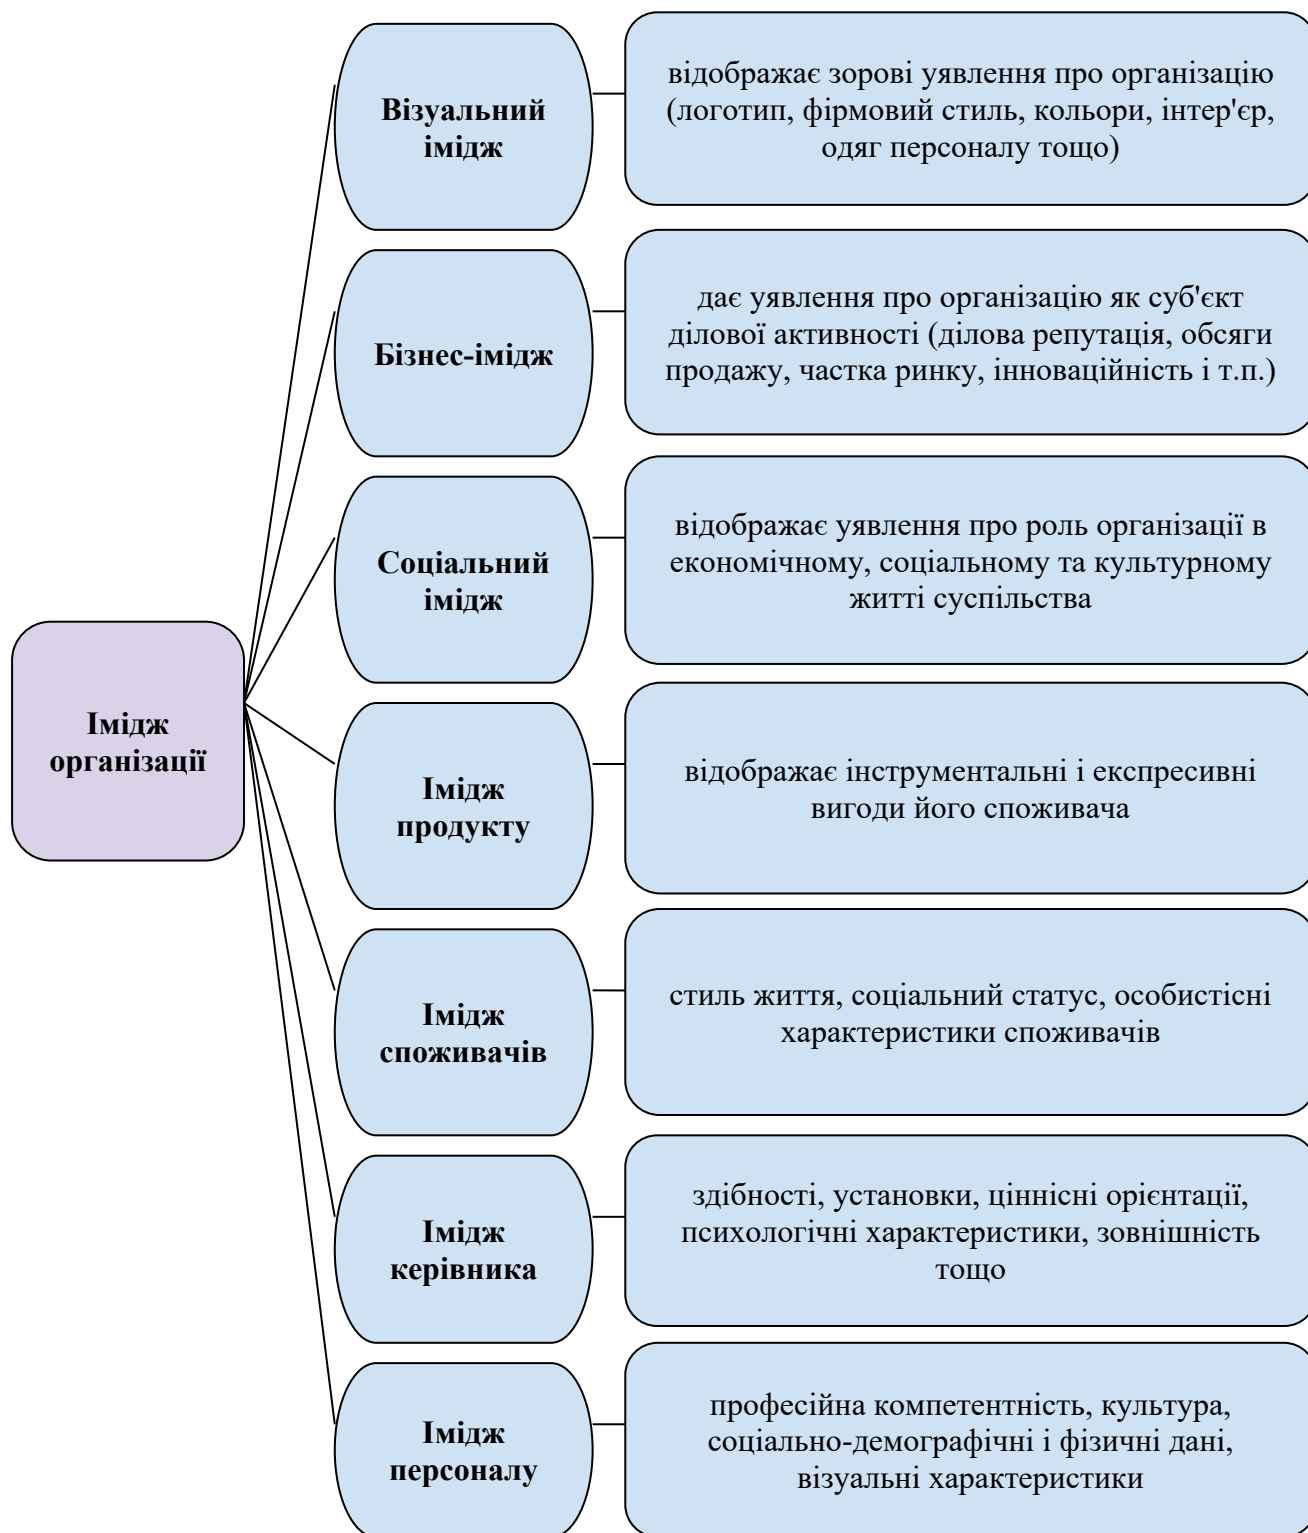 Візуальний
імідж
відображає зорові уявлення про організацію
(логотип, фірмовий стиль, кольори, інтер'єр,
одяг персоналу тощо)
Бізнес-імідж
дає уявлення про організацію як суб'єкт
ділової активності (ділова репутація, обсяги
продажу, частка ринку, інноваційність і т.п.)
Соціальний
імідж
відображає уявлення про роль організації в
економічному, соціальному та культурному
житті суспільства
Імідж
організації
Імідж
продукту
відображає інструментальні і експресивні
вигоди його споживача
Імідж
споживачів
стиль життя, соціальний статус, особистісні
характеристики споживачів
Імідж
керівника
здібності, установки, ціннісні орієнтації,
психологічні характеристики, зовнішність
тощо
Імідж
персоналу
професійна компетентність, культура,
соціально-демографічні і фізичні дані,
візуальні характеристики